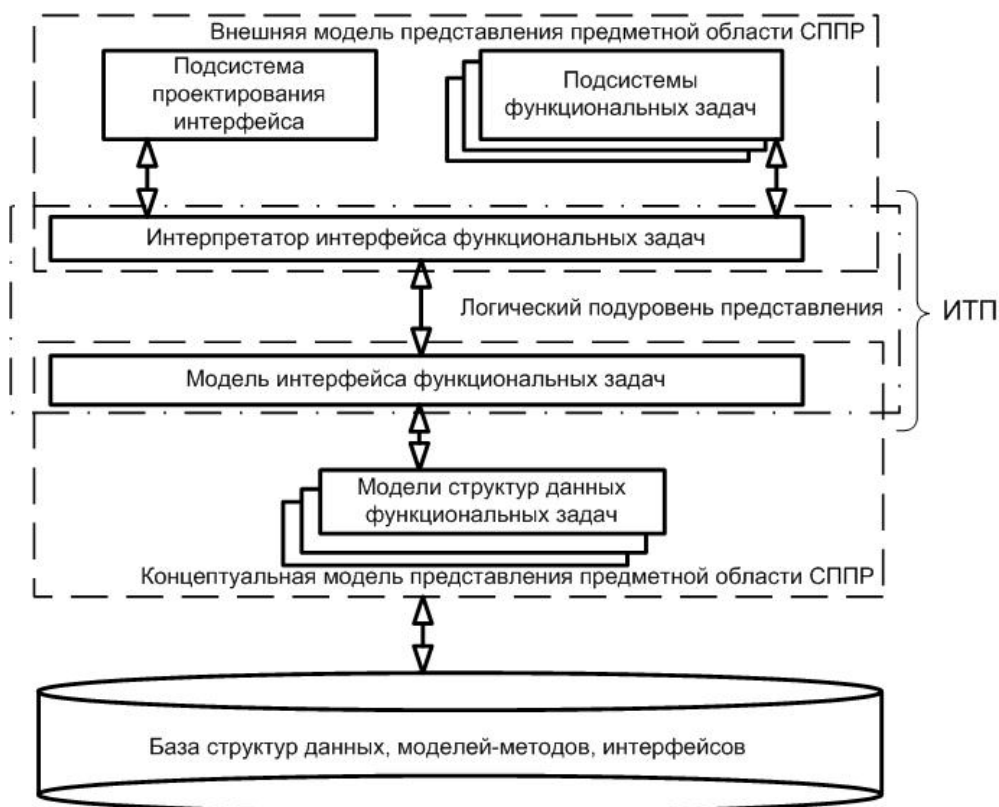 Внешняя модель представления предметной области СППР
Подсистема
проектирования
интерфейса
Подсистемы
функциональных задач
Интерпретатор интерфейса функциональных задач
Логический подуровень представления
ИТП
Модель интерфейса функциональных задач
Модели структур данных
функциональных задач
Концептуальная модель представления предметной области СППР
База структур данных, моделей-методов, интерфейсов